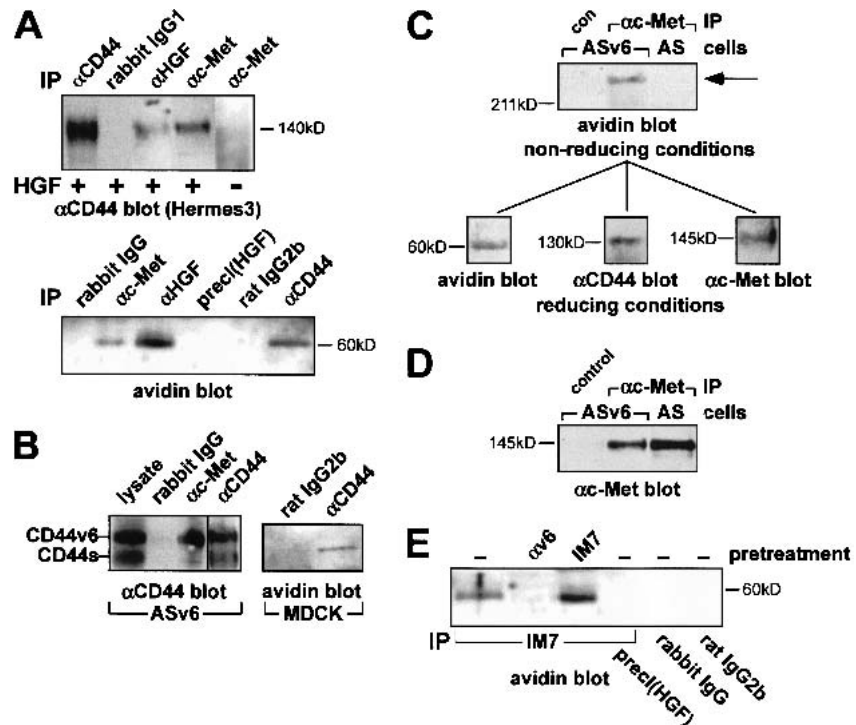 A
IP
αCD44
rabbit IgG1
αHGF
αc-Met
αc-Met
140kD
HGF + + + + -
αCD44 blot (Hermes3)
IP
rabbit IgG
αc-Met
αHGF
precl(HGF)
rat IgG2b
αCD44
60kD
avidin blot
B
lysate
rabbit IgG
αc-Met
αCD44
CD44v6
CD44s
αCD44 blot
ASv6
rat IgG2b
αCD44
avidin blot
MDCK
C
con
αc-Met IP
ASv6 AS cells
211kD
avidin blot
non-reducing conditions
60kD
130kD
145kD
avidin blot αCD44 blot αc-Met blot
reducing conditions
D
control
αc-Met IP
ASv6 AS cells
145kD
αc-Met blot
E
– αv6 IM7 – – – pretreatment
60kD
IP IM7
precl(HGF)
rabbit IgG
rat IgG2b
avidin blot